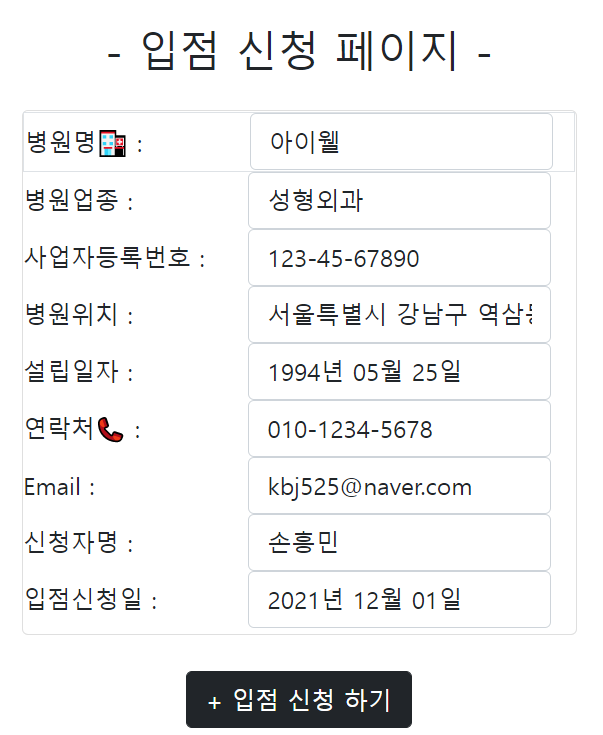 - 입점 신청 페이지 -
병원명🏥 : 아이웰
병원업종 : 성형외과
사업자등록번호 : 123-45-67890
병원위치 : 서울특별시 강남구
설립일자 : 1994년 05월 25일
연락처📞 : 010-1234-5678
Email : kbj525@naver.com
신청자명 : 손흥민
입점신청일 : 2021년 12월 01일
+ 입점 신청 하기